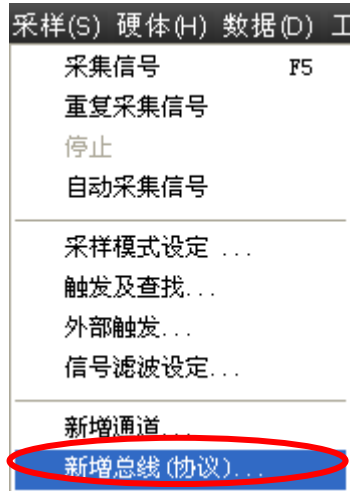 采样(S) 硬体(H) 数据(D) 工
采集信号 F5
重复采集信号
停止
自动采集信号
采样模式设定 ...
触发及查找...
外部触发...
信号滤波设定...
新增通道...
新增总线(协议)...